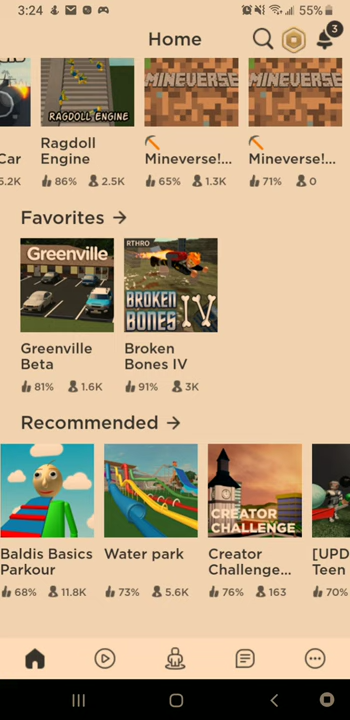 3:24
55%
Home
3
RAGDOLL ENGINE
MINEVERSE
MINEVERSE
Car
Ragdoll
Engine
Mineverse!...
Mineverse!...
5.2K
86%
2.5K
65%
1.3K
71%
0
Favorites →
Greenville
RTHRO
BROKEN
BONES IV
Greenville
Beta
Broken
Bones IV
81%
1.6K
91%
3K
Recommended →
CREATOR
CHALLENGE
Baldis Basics
Parkour
Water park
Creator
Challenge...
[UPD
Teen
68%
11.8K
73%
5.6K
76%
163
70%